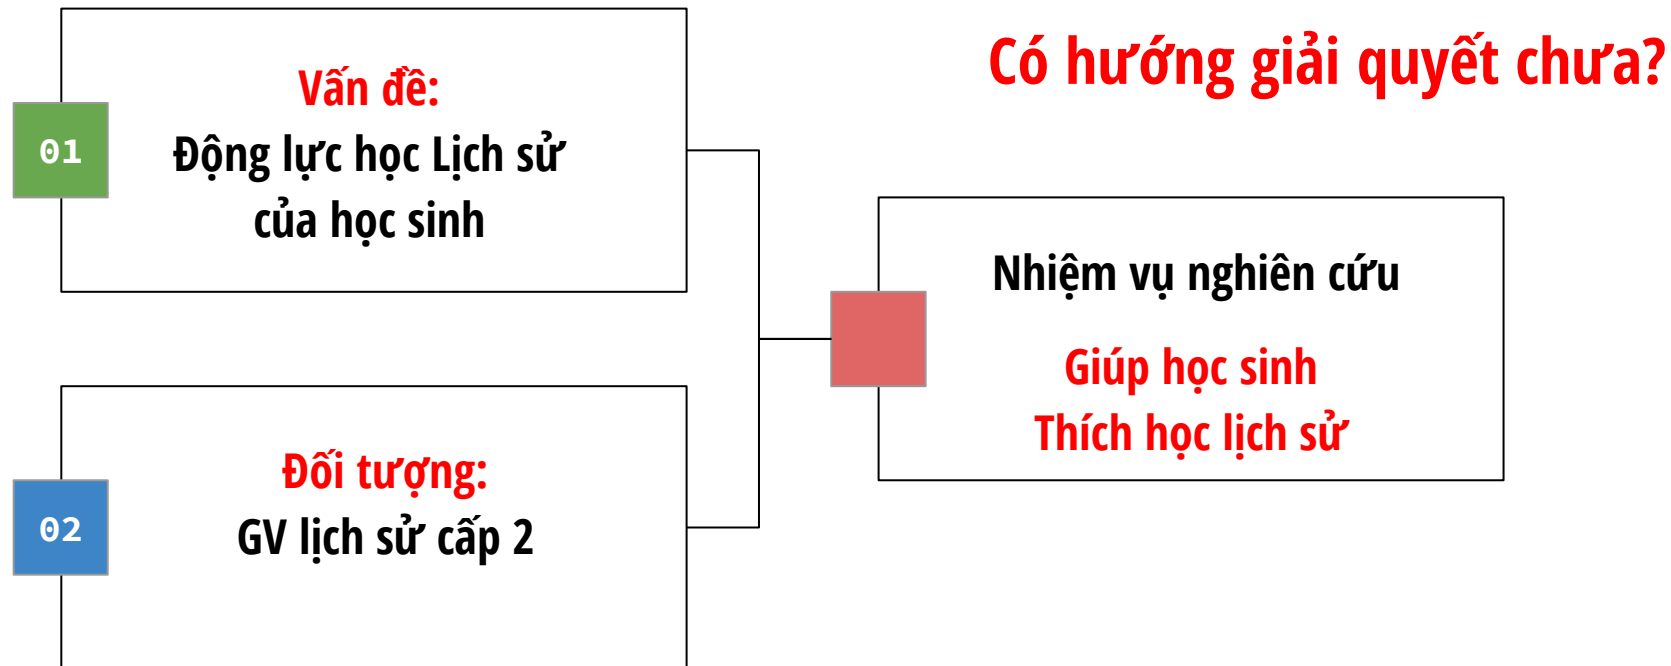 Có hướng giải quyết chưa?
01
Vấn đề:
Động lực học Lịch sử
của học sinh
Nhiệm vụ nghiên cứu
Giúp học sinh
Thích học lịch sử
02
Đối tượng:
GV lịch sử cấp 2